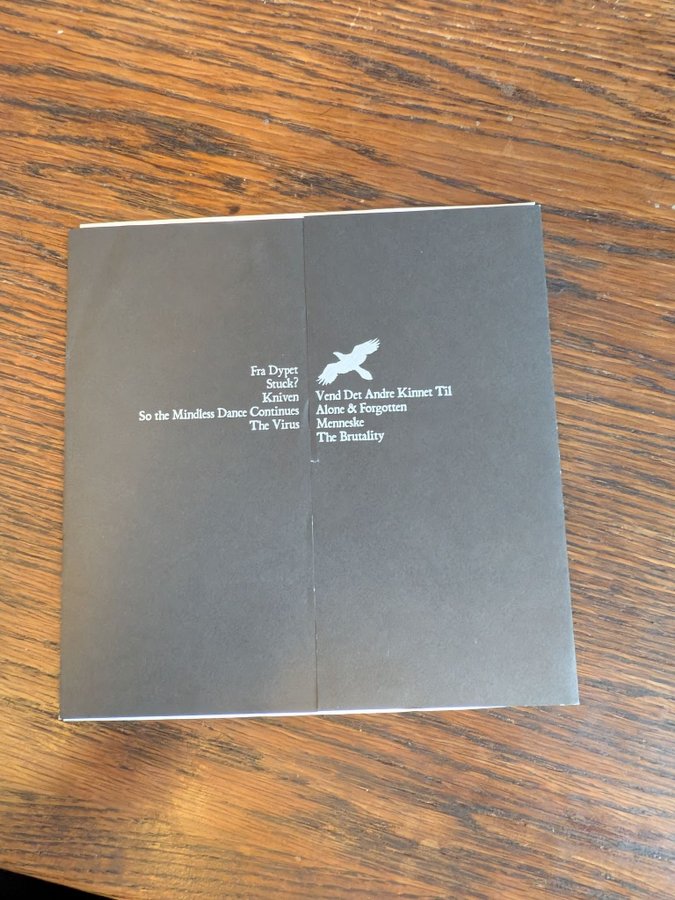 Fra Dypet
Stuck?
Kniven
So the Mindless Dance Continues
The Virus
Vend Det Andre Kinnet Til
Alone & Forgotten
Menneske
The Brutality